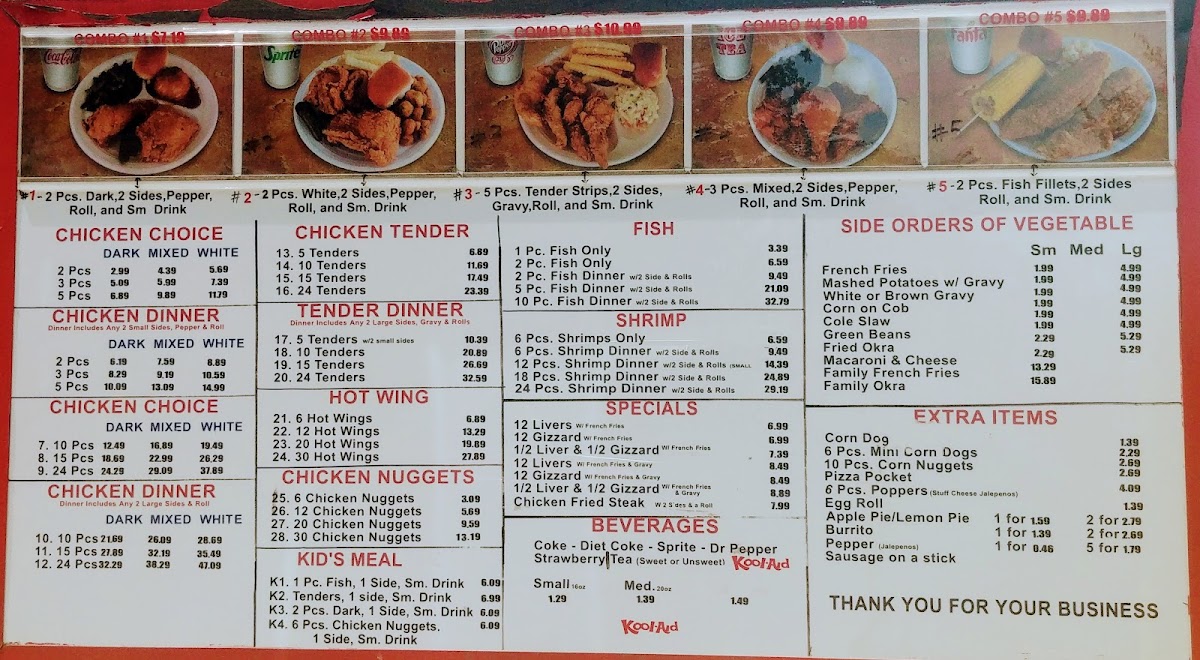 COMBO #1 $7.19
COMBO #2 $9.89
COMBO #3 $10.99
COMBO #4 $9.89
COMBO #5 $9.89
Coca-Cola
Sprite
ICE TEA
Fanta
#2
#3
#5
#1- 2 Pcs. Dark,2 Sides,Pepper, Roll, and Sm Drink
#2 - 2 Pcs. White,2 Sides,Pepper, Roll, and Sm. Drink
#3 - 5 Pcs. Tender Strips,2 Sides, Gravy,Roll, and Sm. Drink
#4-3 Pcs. Mixed,2 Sides,Pepper, Roll, and Sm. Drink
#5 -2 Pcs. Fish Fillets,2 Sides Roll, and Sm. Drink
CHICKEN CHOICE
DARK MIXED WHITE
2 Pcs 2.99 4.39 5.69
3 Pcs 5.09 5.99 7.39
5 Pcs 6.89 9.89 11.79
CHICKEN DINNER
Dinner Includes Any 2 Small Sides, Pepper & Roll
DARK MIXED WHITE
2 Pcs 6.19 7.59 8.89
3 Pcs 8.29 9.19 10.59
5 Pcs 10.09 13.09 14.99
CHICKEN CHOICE
DARK MIXED WHITE
7. 10 Pcs 12.49 16.89 19.49
8. 15 Pcs 18.69 22.99 26.29
9. 24 Pcs 24.29 29.09 37.89
CHICKEN DINNER
Dinner Includes Any 2 Large Sides & Roll
DARK MIXED WHITE
10. 10 Pcs 21.69 26.09 28.69
11. 15 Pcs 27.89 32.19 35.49
12. 24 Pcs 32.29 38.29 47.09
CHICKEN TENDER
13. 5 Tenders 6.89
14. 10 Tenders 11.69
15. 15 Tenders 17.49
16. 24 Tenders 23.39
TENDER DINNER
Dinner Includes Any 2 Large Sides, Gravy & Rolls
17. 5 Tenders w/2 small sides 10.39
18. 10 Tenders 20.89
19. 15 Tenders 26.69
20. 24 Tenders 32.59
HOT WING
21. 6 Hot Wings 6.89
22. 12 Hot Wings 13.29
23. 20 Hot Wings 19.89
24. 30 Hot Wings 27.89
CHICKEN NUGGETS
25. 6 Chicken Nuggets 3.09
26. 12 Chicken Nuggets 5.69
27. 20 Chicken Nuggets 9.59
28. 30 Chicken Nuggets 13.19
KID'S MEAL
K1. 1 Pc. Fish, 1 Side, Sm. Drink 6.09
K2. Tenders, 1 side, Sm. Drink 6.99
K3. 2 Pcs. Dark, 1 Side, Sm. Drink 6.09
K4. 6 Pcs. Chicken Nuggets. 6.09
1 Side, Sm. Drink
FISH
1 Pc. Fish Only 3.39
2 Pc. Fish Only 6.59
2 Pc. Fish Dinner w/2 Side & Rolls 9,49
5 Pc. Fish Dinner w/2 Side & Rolls 21.09
10 Pc. Fish Dinner w/2 Side & Rolls 32.79
SHRIMP
6 Pcs. Shrimps Only 6.59
6 Pcs. Shrimp Dinner w/2 Side & Rolls 9,49
12 Pcs. Shrimp Dinner w/2 Side & Rolls (SMALL 14,39
18 Pcs. Shrimp Dinner w/2 Side & Rolls 24,89
24 Pcs. Shrimp Dinner w/2 Side & Rolls 29.19
SPECIALS
12 Livers W/ French Fries 6.99
12 Gizzard W/ French Fries 6.99
1/2 Liver & 1/2 Gizzard W/ French Fries 7.39
12 Livers W/ French Fries & Gravy 8.49
12 Gizzard W/ French Fries & Gravy 8.49
1/2 Liver & 1/2 Gizzard W/ French Fries & Gravy 8,89
Chicken Fried Steak W 2 Sides & a Roll 7.99
BEVERAGES
Coke - Diet Coke - Sprite - Dr Pepper
Strawberry Tea (Sweet or Unsweet) Kool-Aid
Small 16oz Med. 20oz
1.29 1.39 1.49
Kool-Aid
SIDE ORDERS OF VEGETABLE
Sm Med Lg
French Fries 1.99 4.99
Mashed Potatoes w/ Gravy 1.99 4.99
White or Brown Gravy 1.99 4.99
Corn on Cob 1.99 4.99
Cole Slaw 1.99 4.99
Green Beans 2.29 5.29
Fried Okra 5.29
Macaroni & Cheese 2.29
Family French Fries 13.29
Family Okra 15.89
EXTRA ITEMS
Corn Dog 1.39
6 Pcs. Mini Corn Dogs 2.29
10 Pcs. Corn Nuggets 2.69
Pizza Pocket 2.69
6 Pcs. Poppers (Stuff Cheese Jalepenos) 4.09
Egg Roll 1.39
Apple Pie/Lemon Pie 1 for 1.59 2 for 2.79
Burrito 1 for 1.39 2 for 2.69
Pepper (Jalepenos) 1 for 0.46 5 for 1.79
Sausage on a stick
THANK YOU FOR YOUR BUSINESS